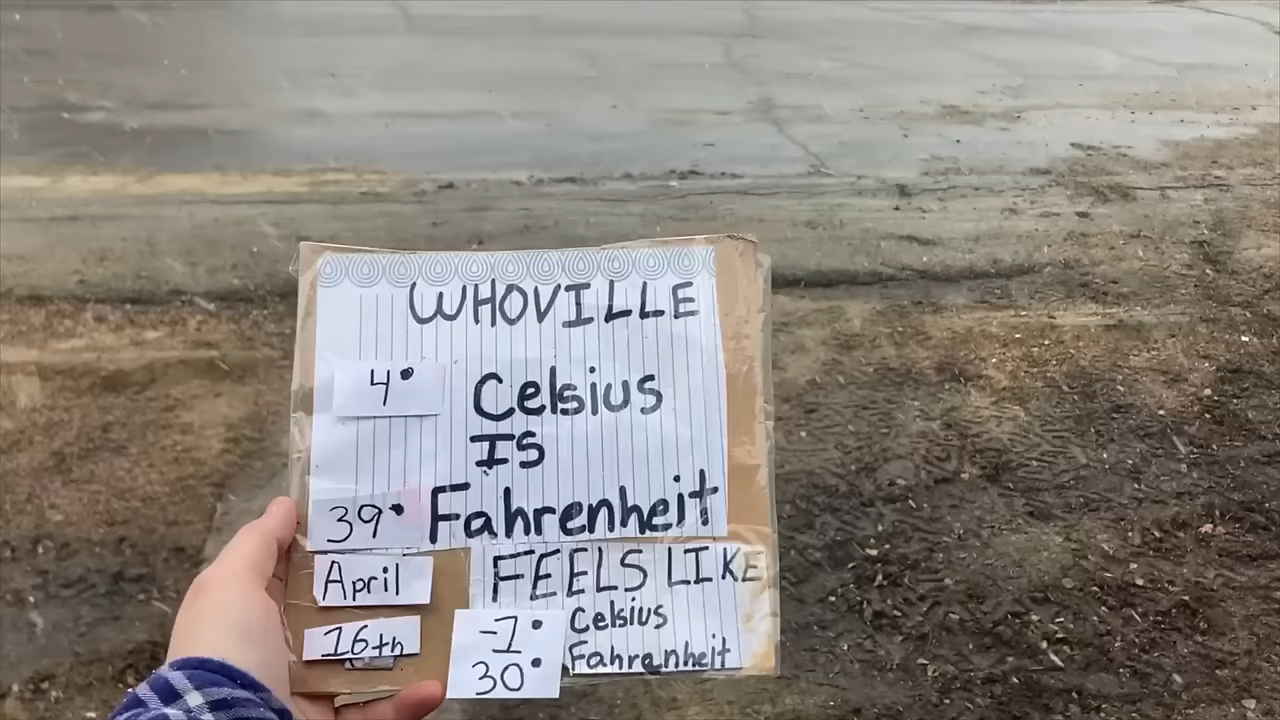 WHOVILLE
4° Celsius
IS
39° Fahrenheit
April
16th
FEELS LIKE
-1° Celsius
30° Fahrenheit